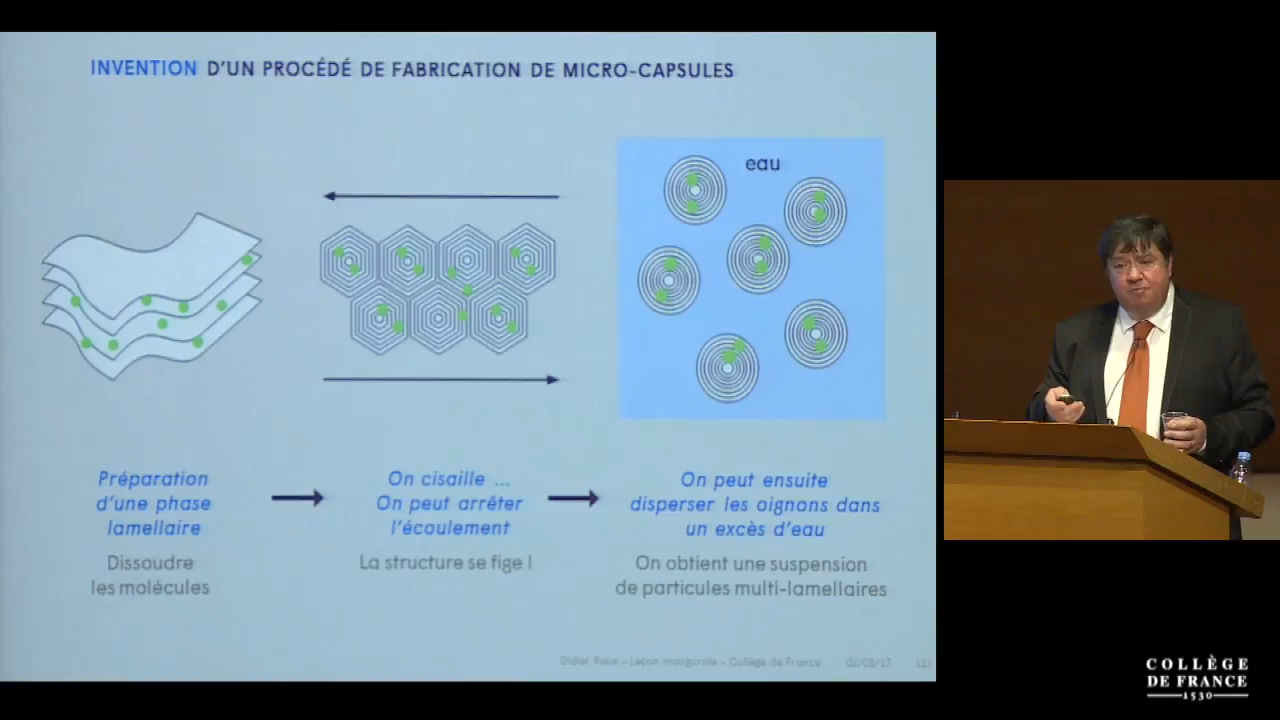 INVENTION D'UN PROCÉDÉ DE FABRICATION DE MICRO-CAPSULES
eau
Préparation
d'une phase
lamellaire
Dissoudre
les molécules
On cisaille ...
On peut arrêter
l'écoulement
La structure se fige !
On peut ensuite
disperser les oignons dans
un excès d'eau
On obtient une suspension
de particules multi-lamellaires
Didier Roux - Leçon inaugurale - Collège de France 02/03/17
COLLÈGE
DE FRANCE
1530